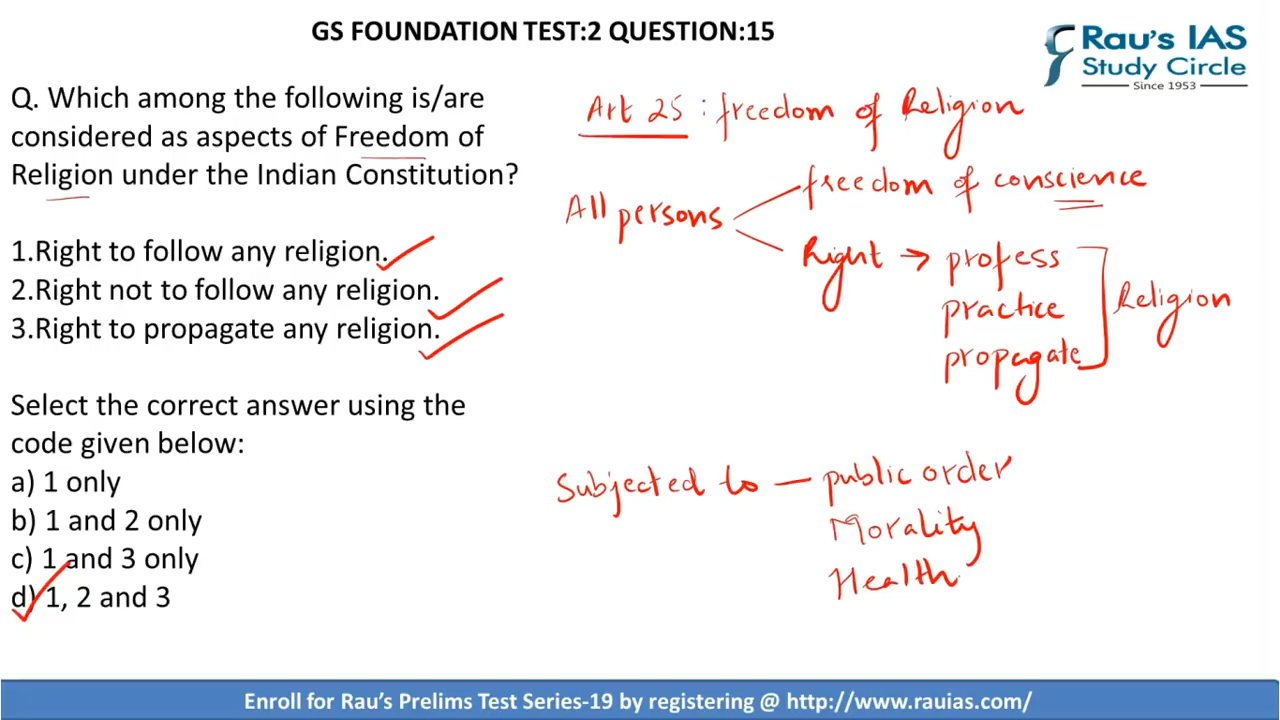 GS FOUNDATION TEST:2 QUESTION:15
Rau's IAS
Study Circle
Since 1953
Q. Which among the following is/are
considered as aspects of Freedom of
Religion under the Indian Constitution?
1.Right to follow any religion.
2.Right not to follow any religion.
3.Right to propagate any religion.
Select the correct answer using the
code given below:
a) 1 only
b) 1 and 2 only
c) 1 and 3 only
d) 1, 2 and 3
Art 25 : freedom of Religion
All persons
freedom of conscience
Right → profess
practice
propagate
Religion
Subjected to — public order
Morality
Health
Enroll for Rau's Prelims Test Series-19 by registering @ http://www.rauias.com/